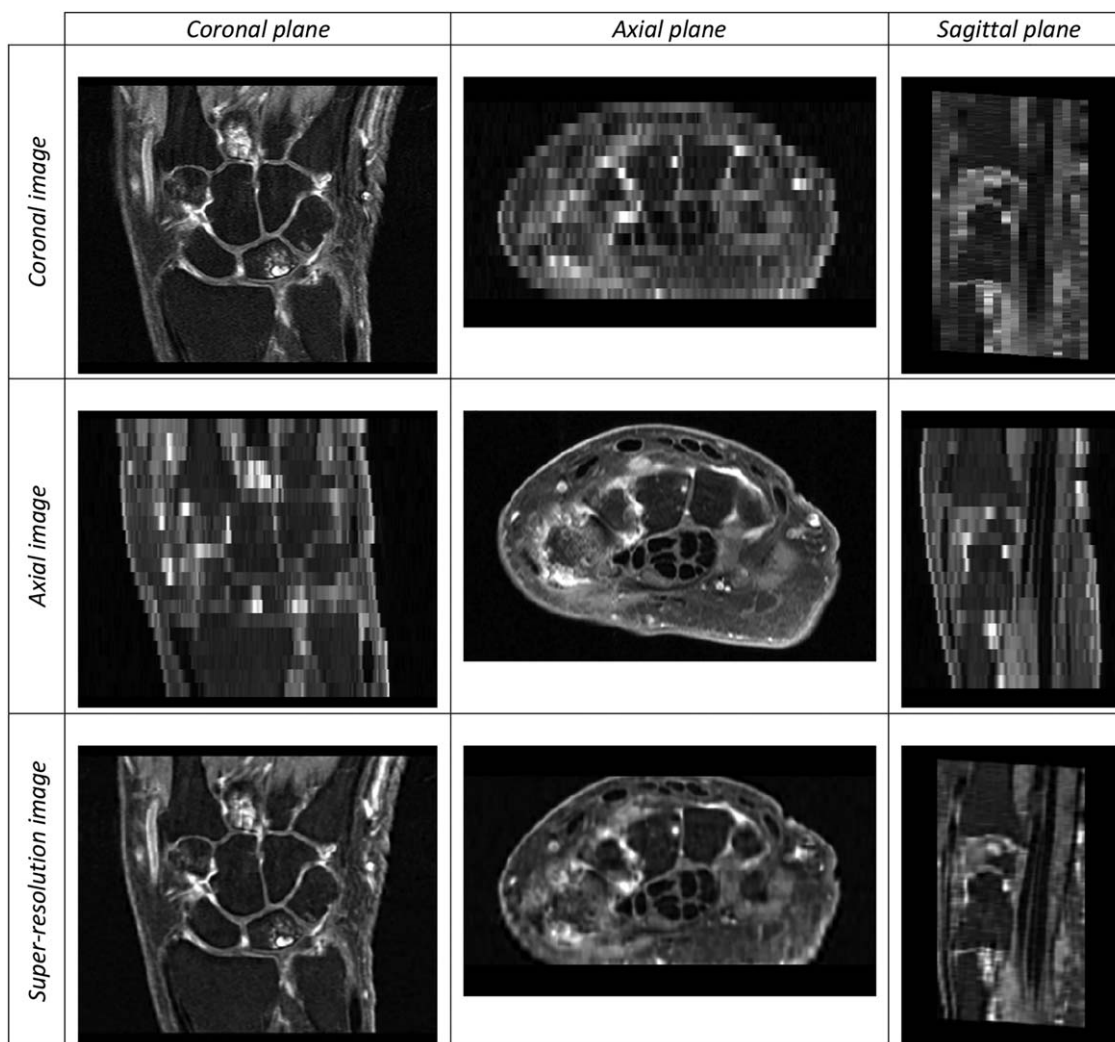 Coronal plane
Axial plane
Sagittal plane
Coronal image
Axial image
Super-resolution image